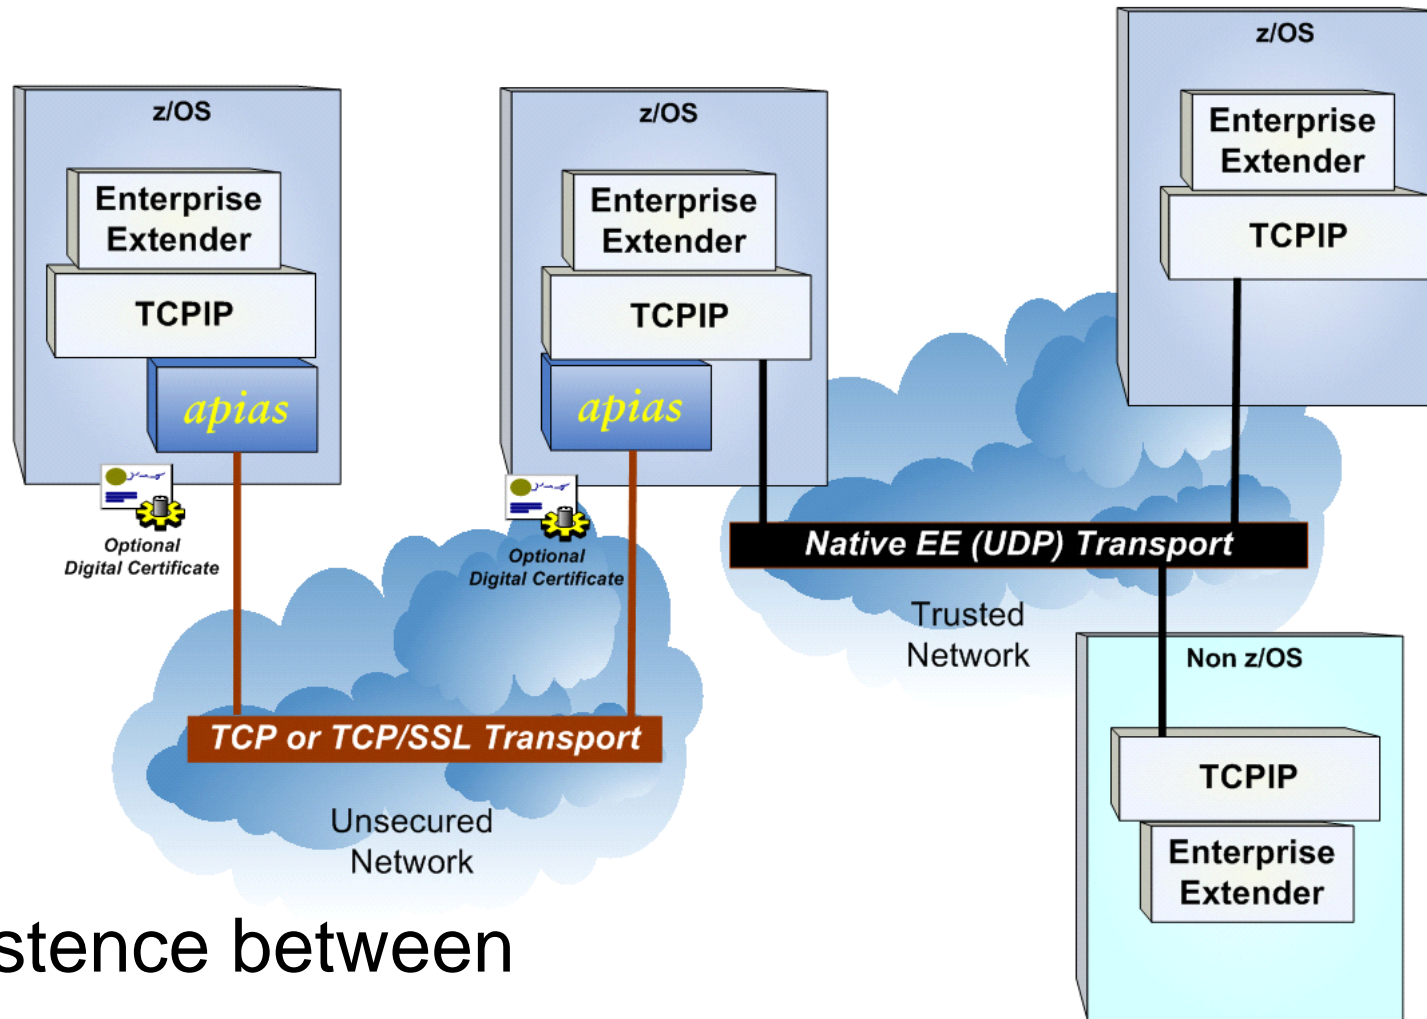 z/OS
Enterprise
Extender
TCPIP
apias
Optional
Digital Certificate
z/OS
Enterprise
Extender
TCPIP
apias
Optional
Digital Certificate
z/OS
Enterprise
Extender
TCPIP
Native EE (UDP) Transport
Trusted
Network
TCP or TCP/SSL Transport
Unsecured
Network
Non z/OS
TCPIP
Enterprise
Extender
stence between